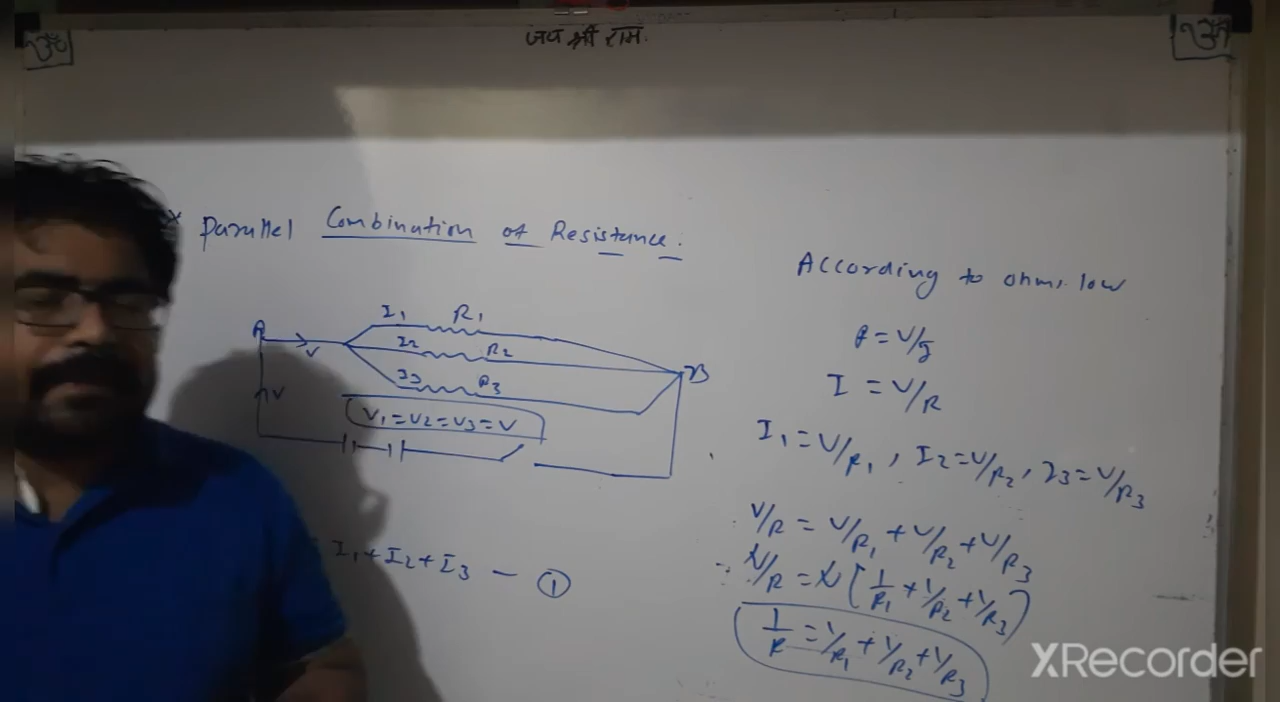 ॐ
जय श्री राम
ॐ
* Parallel Combination of Resistance:
A
I1 R1
I2 R2
I3 R3
B
V
V
V1 = V2 = V3 = V
I1 + I2 + I3 — ①
According to ohms low
R = V/I
I = V/R
I1 = V/R1, I2 = V/R2, I3 = V/R3
V/R = V/R1 + V/R2 + V/R3
V/R = V [1/R1 + 1/R2 + 1/R3]
1/R = 1/R1 + 1/R2 + 1/R3
XRecorder